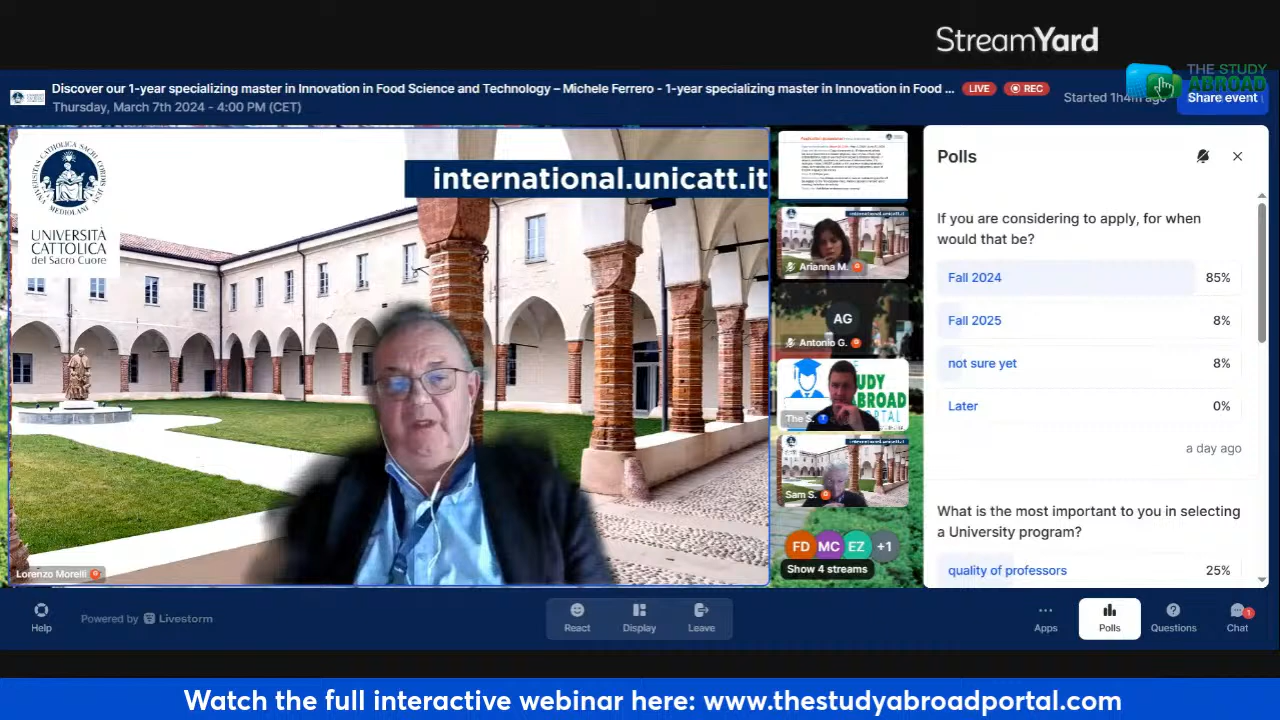 StreamYard
THE STUDY
ABROAD
Discover our 1-year specializing master in Innovation in Food Science and Technology – Michele Ferrero - 1-year specializing master in Innovation in Food ...
LIVE
REC
Thursday, March 7th 2024 - 4:00 PM (CET)
Started 1h4m ago
Share event
international.unicatt.it
UNIVERSITÀ
CATTOLICA
del Sacro Cuore
Lorenzo Morelli
Arianna M.
AG
Antonio G.
The S.
Sam S.
FD
MC
EZ
+1
Show 4 streams
Polls
If you are considering to apply, for when
would that be?
Fall 2024 85%
Fall 2025 8%
not sure yet 8%
Later 0%
a day ago
What is the most important to you in selecting
a University program?
quality of professors 25%
Help
Powered by Livestorm
React
Display
Leave
Apps
Polls
Questions
Chat
1
Watch the full interactive webinar here: www.thestudyabroadportal.com